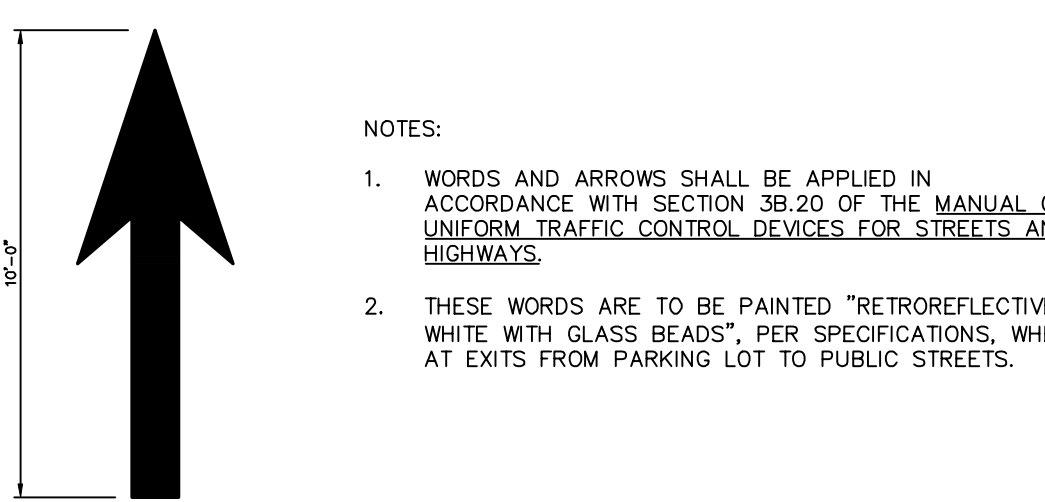 10'-0"
NOTES:
1. WORDS AND ARROWS SHALL BE APPLIED IN
ACCORDANCE WITH SECTION 3B.20 OF THE MANUAL
UNIFORM TRAFFIC CONTROL DEVICES FOR STREETS
HIGHWAYS.
2. THESE WORDS ARE TO BE PAINTED "RETROREFLECTIVE
WHITE WITH GLASS BEADS", PER SPECIFICATIONS,
AT EXITS FROM PARKING LOT TO PUBLIC STREETS.